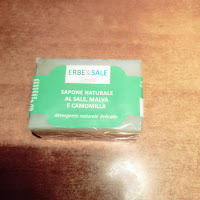 ERBE&SALE
SAPONE NATURALE
AL SALE, MALVA
E CAMOMILLA
detergente naturale delicato